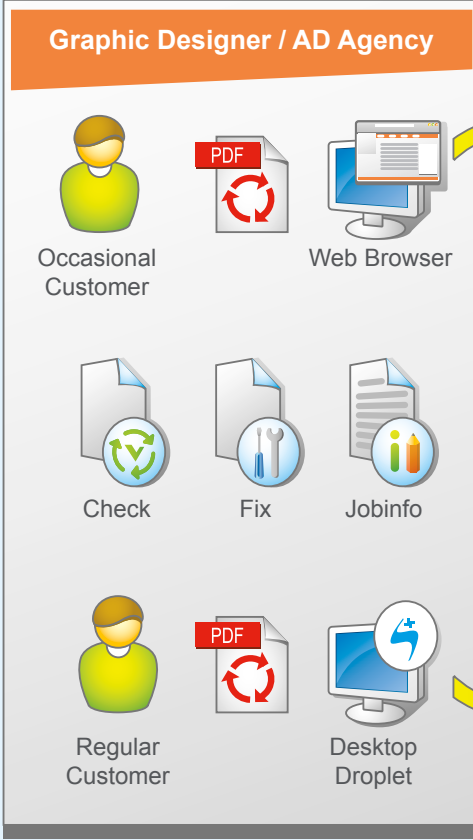 Graphic Designer / AD Agency
PDF
Occasional
Customer
Web Browser
Check
Fix
Jobinfo
PDF
Regular
Customer
Desktop
Droplet